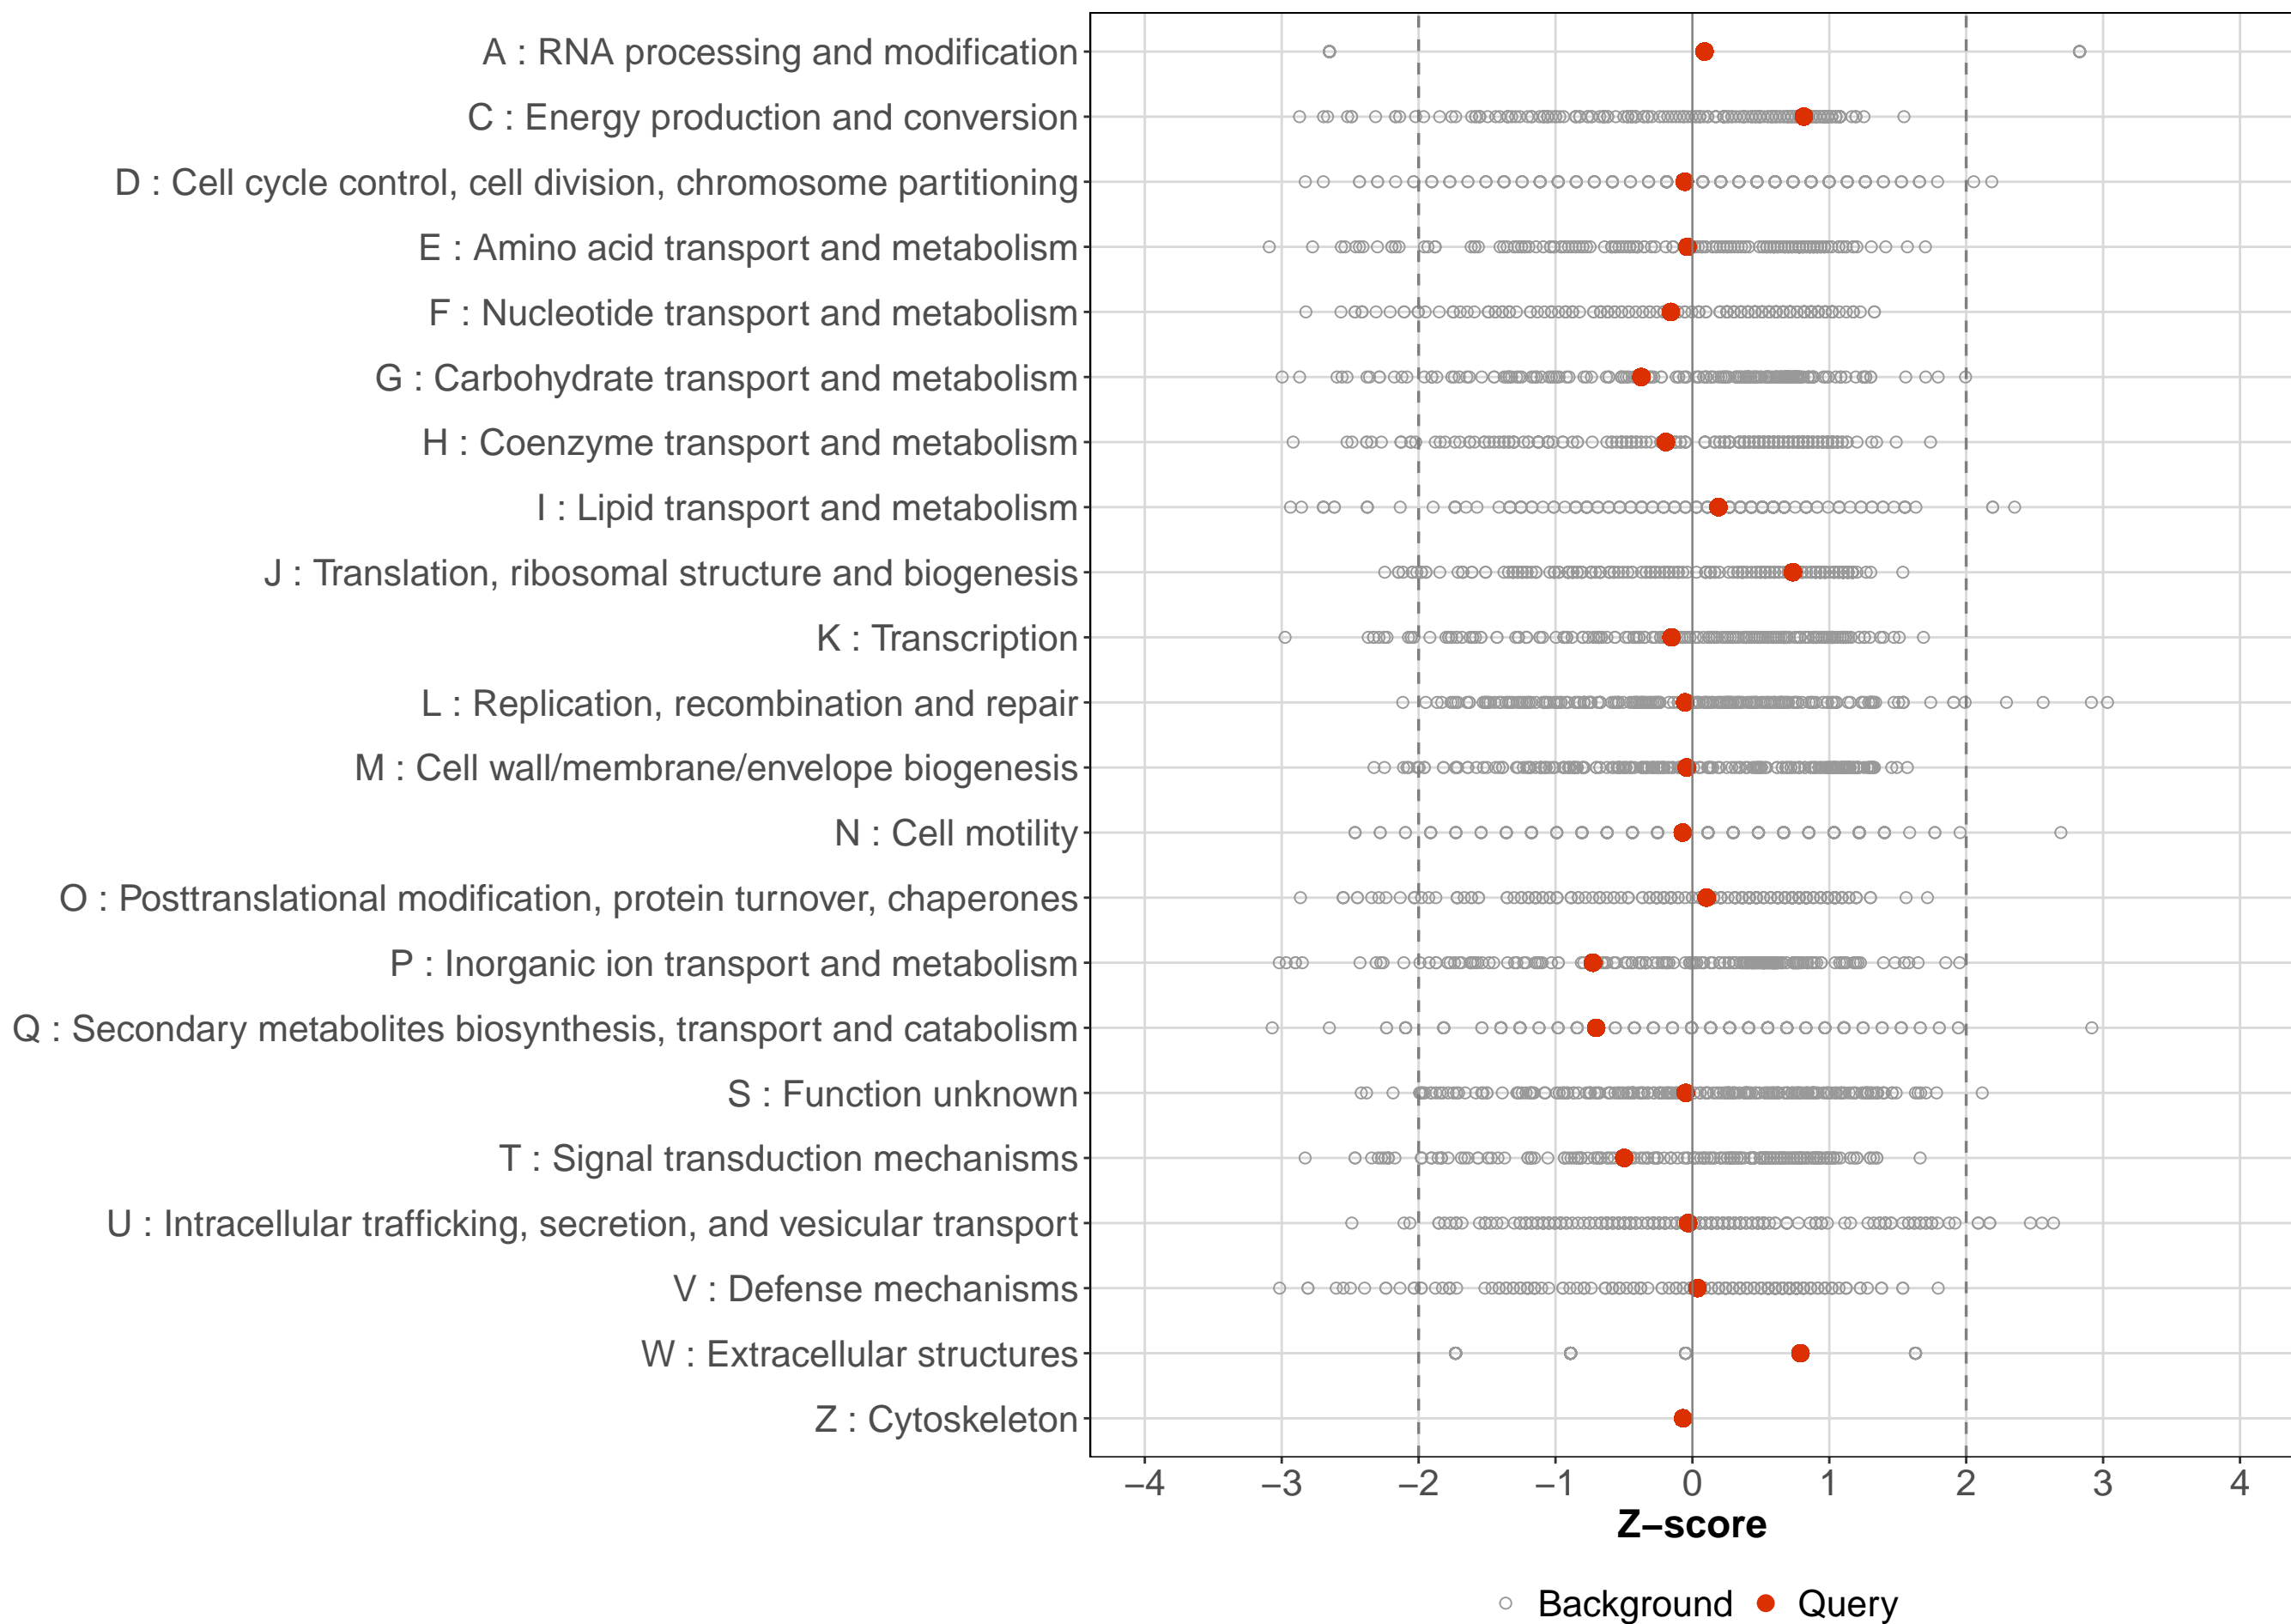 A : RNA processing and modification
C : Energy production and conversion
D : Cell cycle control, cell division, chromosome partitioning
E : Amino acid transport and metabolism
F : Nucleotide transport and metabolism
G : Carbohydrate transport and metabolism
H : Coenzyme transport and metabolism
I : Lipid transport and metabolism
J : Translation, ribosomal structure and biogenesis
K : Transcription
L : Replication, recombination and repair
M : Cell wall/membrane/envelope biogenesis
N : Cell motility
O : Posttranslational modification, protein turnover, chaperones
P : Inorganic ion transport and metabolism
Q : Secondary metabolites biosynthesis, transport and catabolism
S : Function unknown
T : Signal transduction mechanisms
U : Intracellular trafficking, secretion, and vesicular transport
V : Defense mechanisms
W : Extracellular structures
Z : Cytoskeleton
−4 −3 −2 −1 0 1 2 3 4
Z−score
Background Query